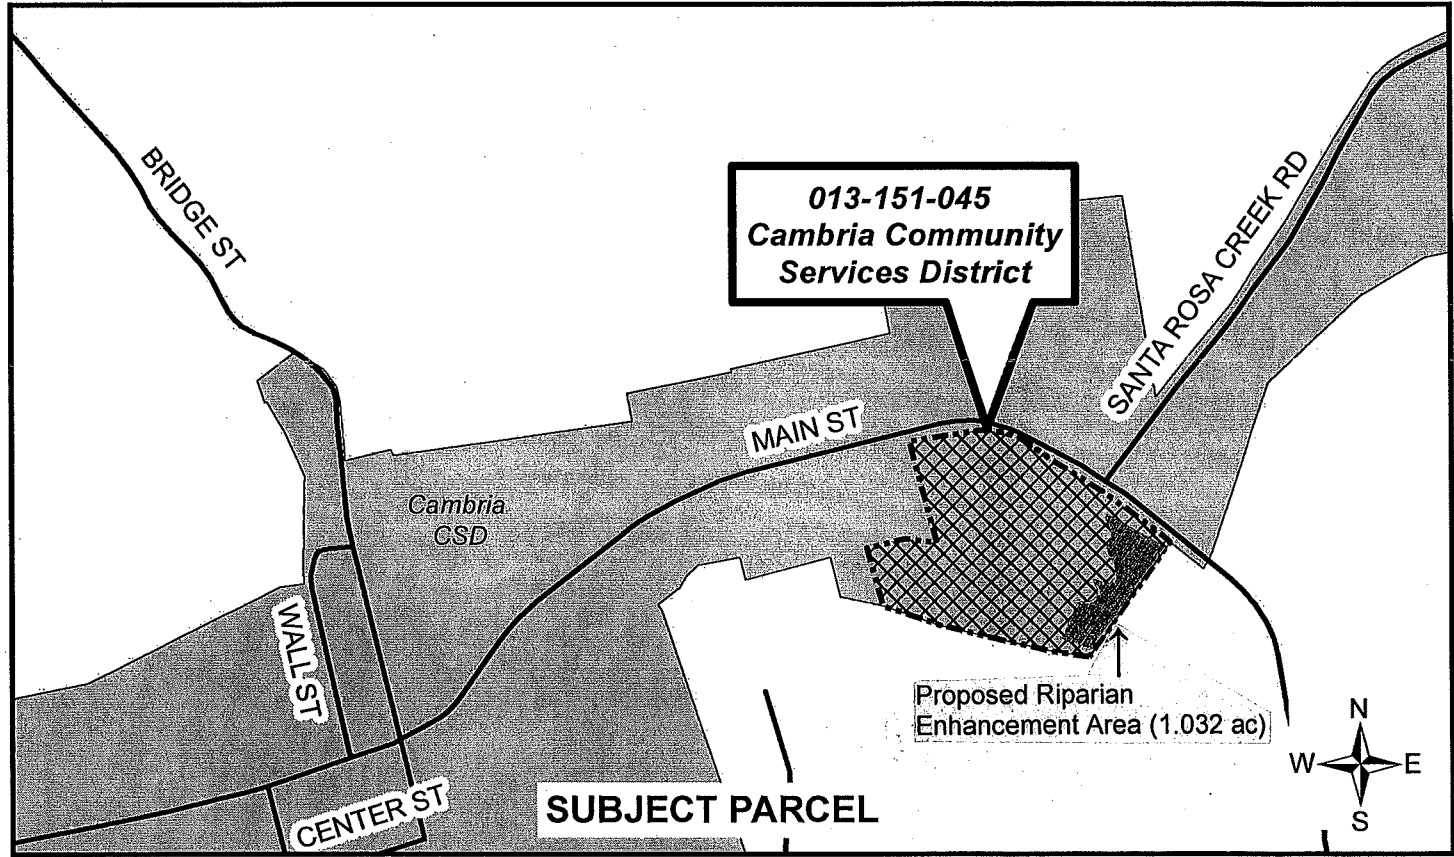 BRIDGE ST
013-151-045
Cambria Community
Services District
SANTA ROSA CREEK RD
MAIN ST
Cambria
CSD
WALL ST
Proposed Riparian
Enhancement Area (1.032 ac)
N
W
E
S
CENTER ST
SUBJECT PARCEL